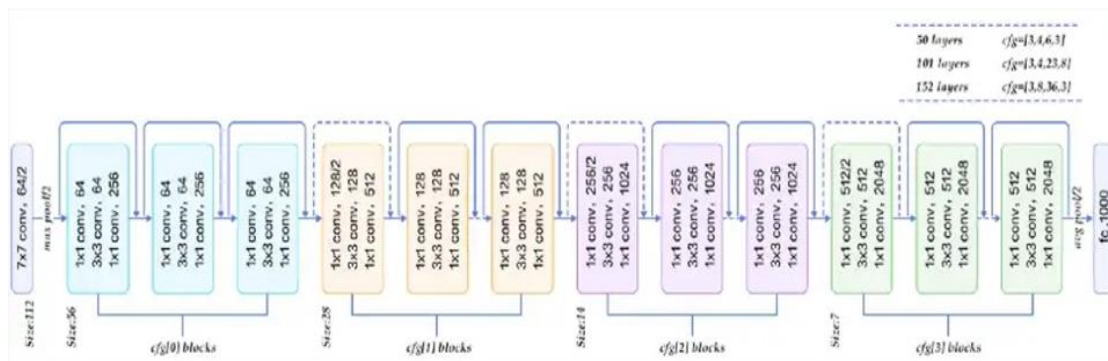 50 layers cfg=[3,4,6,3]
101 layers cfg=[3,4,23,8]
152 layers cfg=[3,8,36,3]
7x7 conv, 64/2
max pool/2
1x1 conv, 64
3x3 conv, 64
1x1 conv, 256
1x1 conv, 64
3x3 conv, 64
1x1 conv, 256
1x1 conv, 64
3x3 conv, 64
1x1 conv, 256
1x1 conv, 128/2
3x3 conv, 128
1x1 conv, 512
1x1 conv, 128
3x3 conv, 128
1x1 conv, 512
1x1 conv, 128
3x3 conv, 128
1x1 conv, 512
1x1 conv, 256/2
3x3 conv, 256
1x1 conv, 1024
1x1 conv, 256
3x3 conv, 256
1x1 conv, 1024
1x1 conv, 256
3x3 conv, 256
1x1 conv, 1024
1x1 conv, 512/2
3x3 conv, 512
1x1 conv, 2048
1x1 conv, 512
3x3 conv, 512
1x1 conv, 2048
1x1 conv, 512
3x3 conv, 512
1x1 conv, 2048
avg pool/2
fc, 1000
Size:112
Size:56
Size:28
Size:14
Size:7
cfg[0] blocks
cfg[1] blocks
cfg[2] blocks
cfg[3] blocks